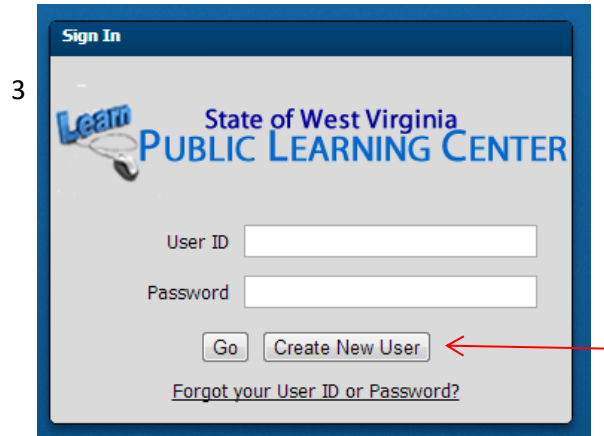 Sign In
3
Learn
State of West Virginia
PUBLIC LEARNING CENTER
User ID
Password
Go Create New User
Forgot your User ID or Password?